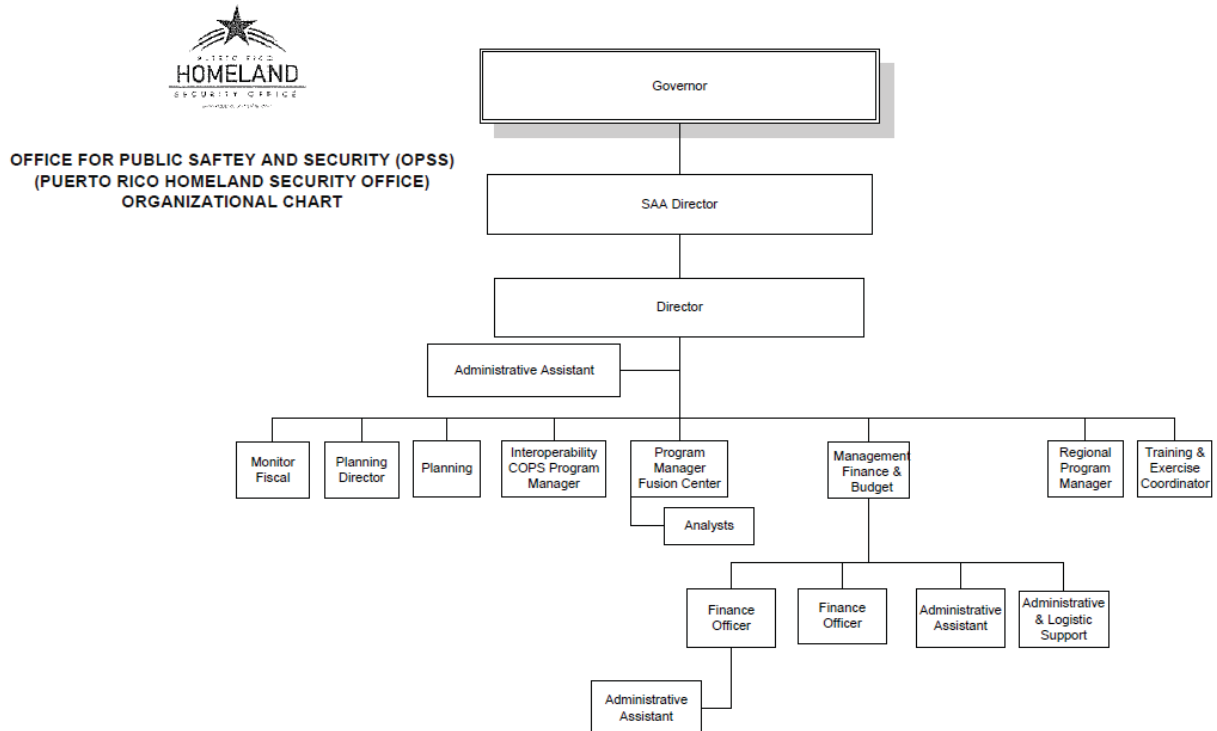 PUERTO RICO
HOMELAND
SECURITY OFFICE
OFFICE FOR PUBLIC SAFTEY AND SECURITY (OPSS)
(PUERTO RICO HOMELAND SECURITY OFFICE)
ORGANIZATIONAL CHART
Governor
SAA Director
Director
Administrative Assistant
Monitor
Fiscal
Planning
Director
Planning
Interoperability
COPS Program
Manager
Program
Manager
Fusion Center
Management
Finance &
Budget
Regional
Program
Manager
Training &
Exercise
Coordinator
Analysts
Finance
Officer
Finance
Officer
Administrative
Assistant
Administrative
& Logistic
Support
Administrative
Assistant